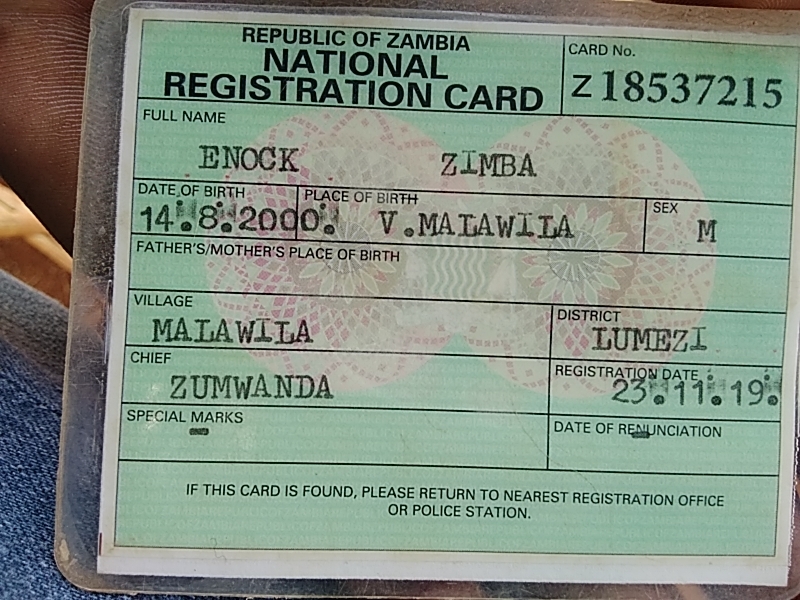 REPUBLIC OF ZAMBIA
NATIONAL
REGISTRATION CARD
CARD No.
Z 18537215
FULL NAME
ENOCK ZIMBA
DATE OF BIRTH PLACE OF BIRTH SEX
14.8.2000. V.MALAWILA M
FATHER'S/MOTHER'S PLACE OF BIRTH
VILLAGE DISTRICT
MALAWILA LUMEZI
CHIEF REGISTRATION DATE
ZUMWANDA 23.11.19.
SPECIAL MARKS DATE OF RENUNCIATION
- -
IF THIS CARD IS FOUND, PLEASE RETURN TO NEAREST REGISTRATION OFFICE
OR POLICE STATION.